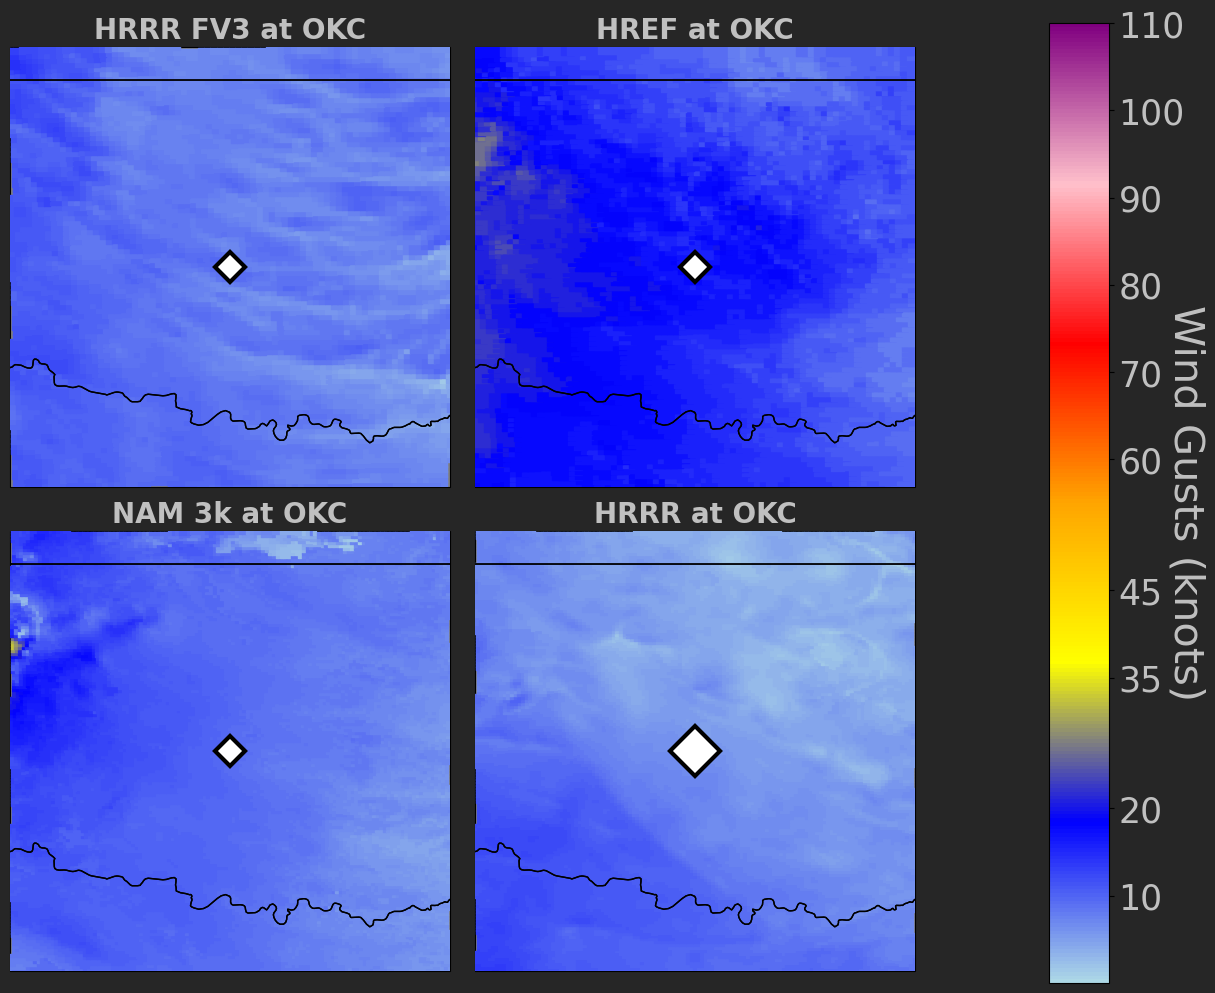 HRRR FV3 at OKC
HREF at OKC
NAM 3k at OKC
HRRR at OKC
110
100
90
80
70
60
45
35
20
10
Wind Gusts (knots)